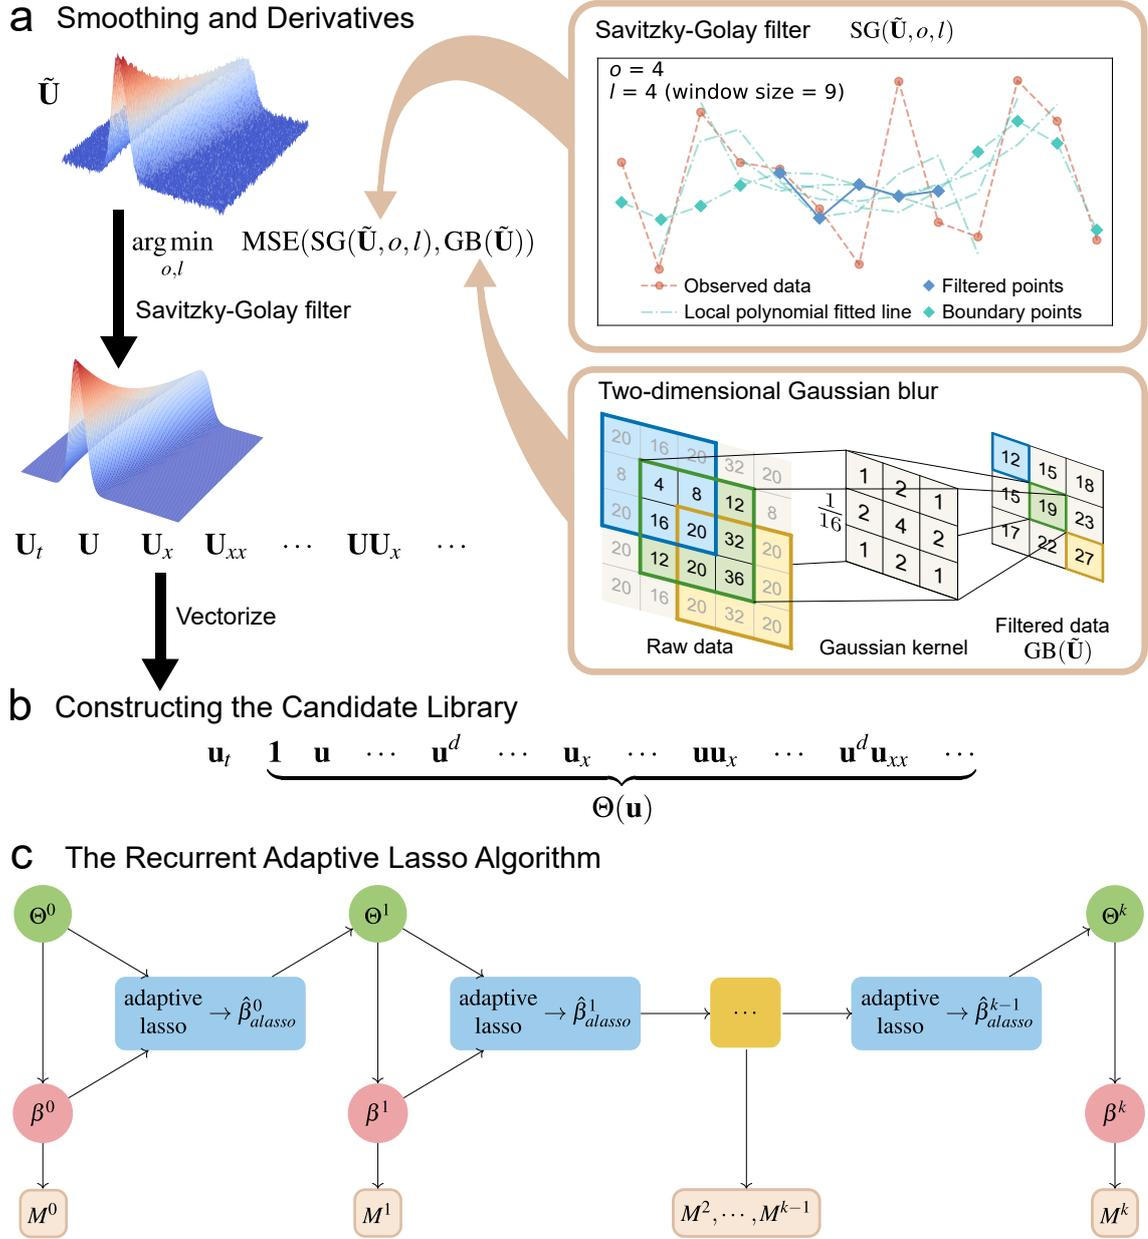 a Smoothing and Derivatives
Ũ
arg min MSE(SG(Ũ, o, l), GB(Ũ))
o,l
Savitzky-Golay filter
U_t U U_x U_xx ⋯ UU_x ⋯
Vectorize
Savitzky-Golay filter SG(Ũ, o, l)
o = 4
l = 4 (window size = 9)
Observed data
Filtered points
Local polynomial fitted line
Boundary points
Two-dimensional Gaussian blur
20 16 20 32 20
8 4 8 12 8
20 16 20 32 20
20 12 20 36 20
20 16 20 32 20
Raw data
1/16
1 2 1
2 4 2
1 2 1
Gaussian kernel
12 15 18
15 19 23
17 22 27
Filtered data
GB(Ũ)
b Constructing the Candidate Library
u_t 1 u ⋯ u^d ⋯ u_x ⋯ uu_x ⋯ u^d u_xx ⋯
Θ(u)
c The Recurrent Adaptive Lasso Algorithm
Θ^0 Θ^1 Θ^k
adaptive
lasso → β̂^0_alasso
adaptive
lasso → β̂^1_alasso
⋯
adaptive
lasso → β̂^{k−1}_alasso
β^0 β^1 β^k
M^0 M^1 M^2, ⋯, M^{k−1} M^k